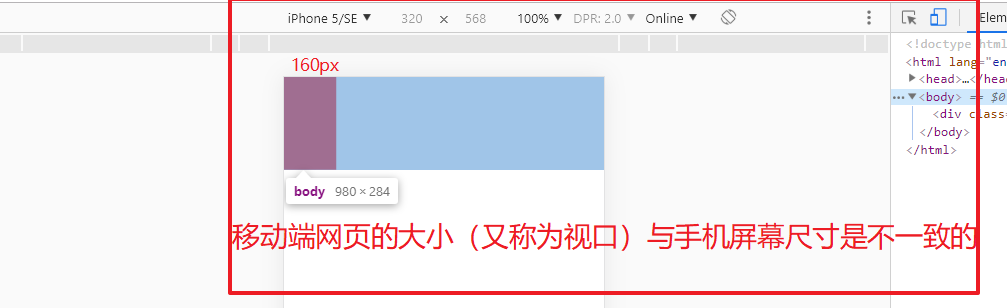 iPhone 5/SE ▼ 320 × 568 100% ▼ DPR: 2.0 ▼ Online ▼ Eleme
160px
<!doctype html
<html lang="en
▶<head>…</head
••• ▼<body> == $0
<div class=
</body>
</html>
body 980 × 284
移动端网页的大小（又称为视口）与手机屏幕尺寸是不一致的